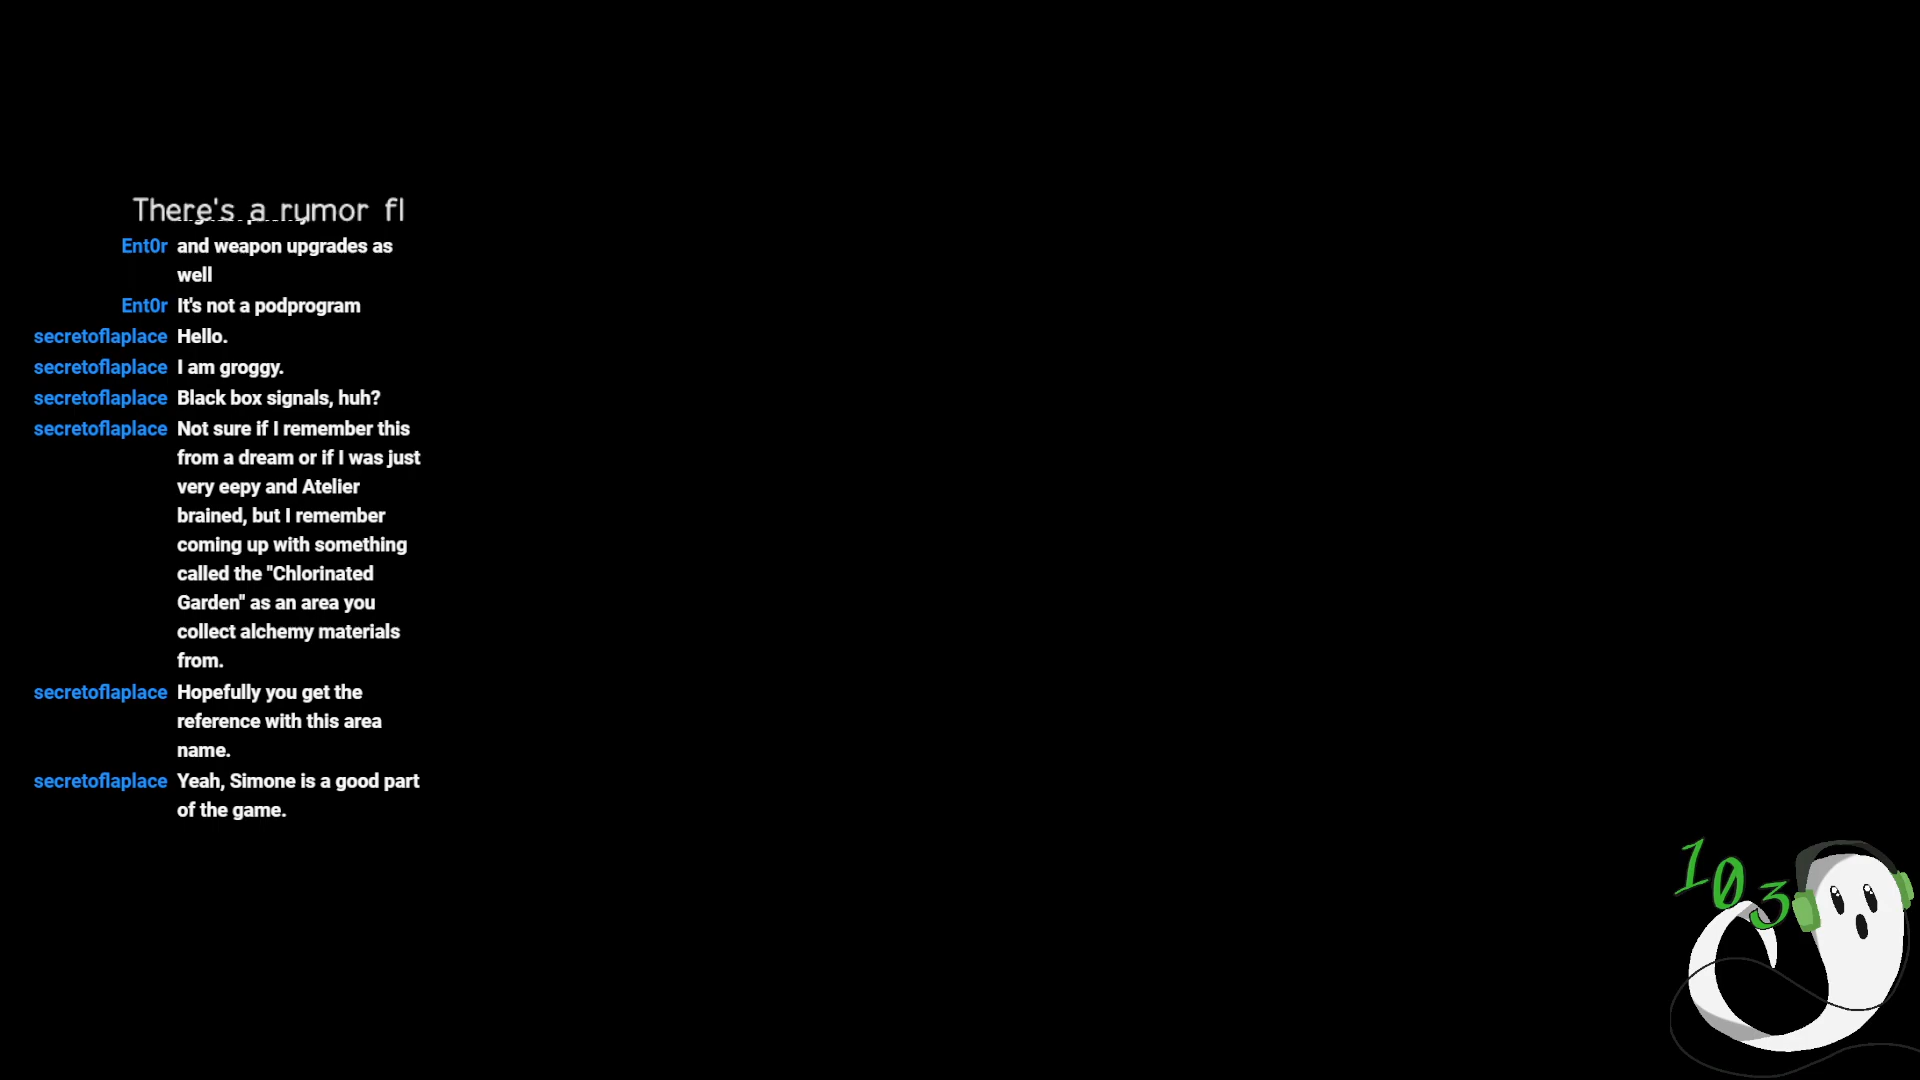 There's a rumor fl
Ent0r and weapon upgrades as
well
Ent0r It's not a podprogram
secretoflaplace Hello.
secretoflaplace I am groggy.
secretoflaplace Black box signals, huh?
secretoflaplace Not sure if I remember this
from a dream or if I was just
very eepy and Atelier
brained, but I remember
coming up with something
called the "Chlorinated
Garden" as an area you
collect alchemy materials
from.
secretoflaplace Hopefully you get the
reference with this area
name.
secretoflaplace Yeah, Simone is a good part
of the game.
103